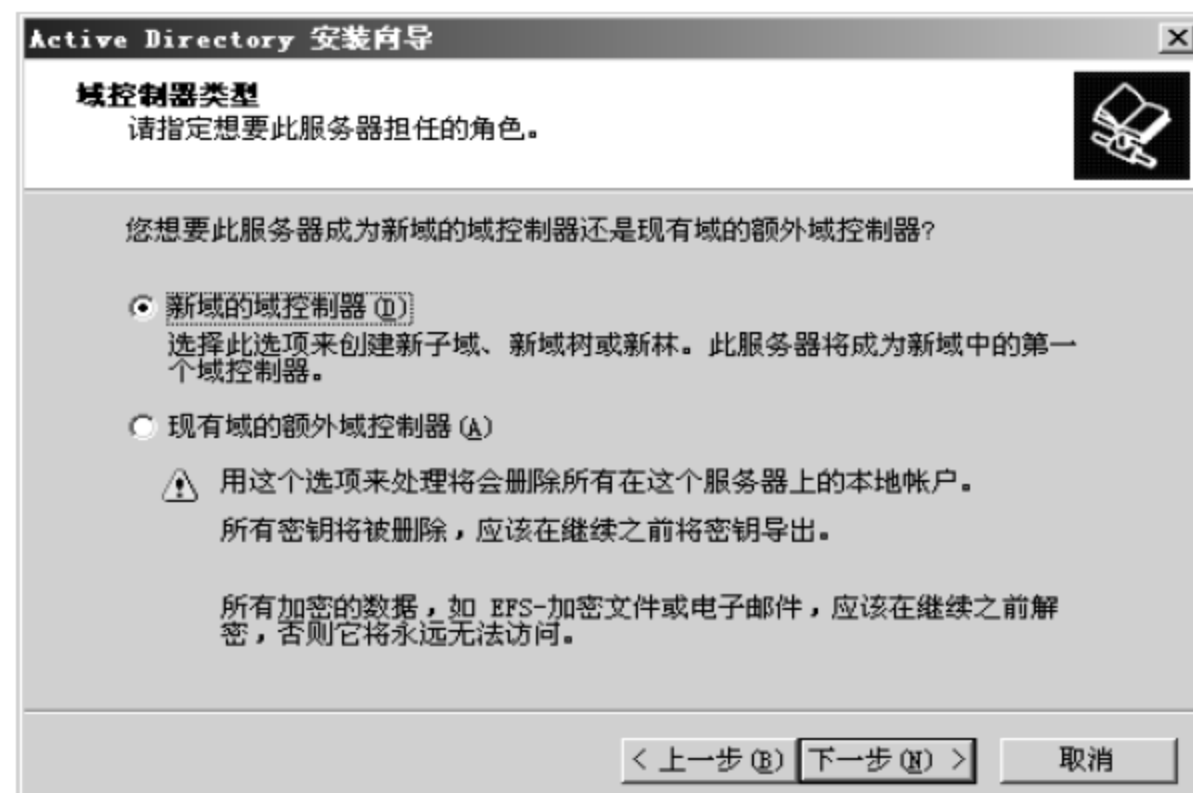 Active Directory 安装向导
域控制器类型
请指定想要此服务器担任的角色。
您想要此服务器成为新域的域控制器还是现有域的额外域控制器?
新域的域控制器(D)
选择此选项来创建新子域、新域树或新林。此服务器将成为新域中的第一
个域控制器。
现有域的额外域控制器(A)
用这个选项来处理将会删除所有在这个服务器上的本地帐户。
所有密钥将被删除，应该在继续之前将密钥导出。
所有加密的数据，如 EFS-加密文件或电子邮件，应该在继续之前解
密，否则它将永远无法访问。
< 上一步(B) 下一步(N) > 取消